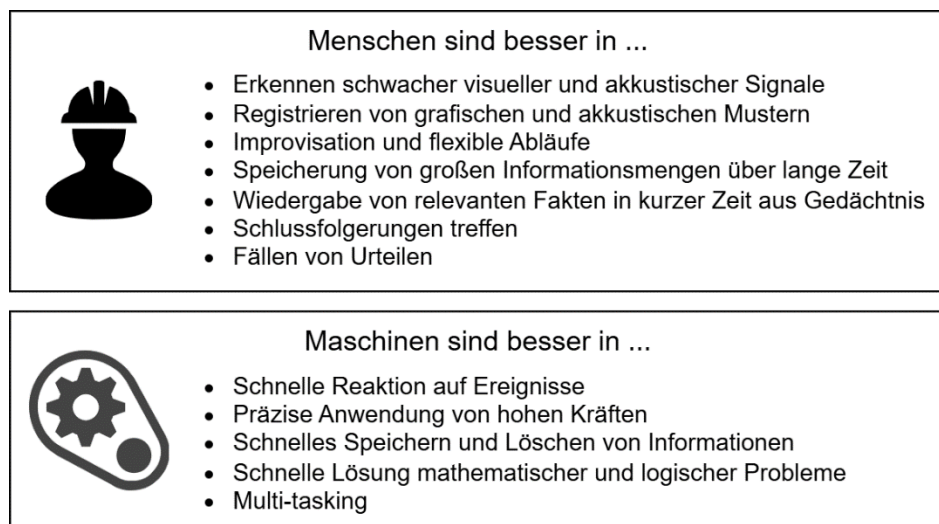 Menschen sind besser in ...
• Erkennen schwacher visueller und akkustischer Signale
• Registrieren von grafischen und akkustischen Mustern
• Improvisation und flexible Abläufe
• Speicherung von großen Informationsmengen über lange Zeit
• Wiedergabe von relevanten Fakten in kurzer Zeit aus Gedächtnis
• Schlussfolgerungen treffen
• Fällen von Urteilen
Maschinen sind besser in ...
• Schnelle Reaktion auf Ereignisse
• Präzise Anwendung von hohen Kräften
• Schnelles Speichern und Löschen von Informationen
• Schnelle Lösung mathematischer und logischer Probleme
• Multi-tasking